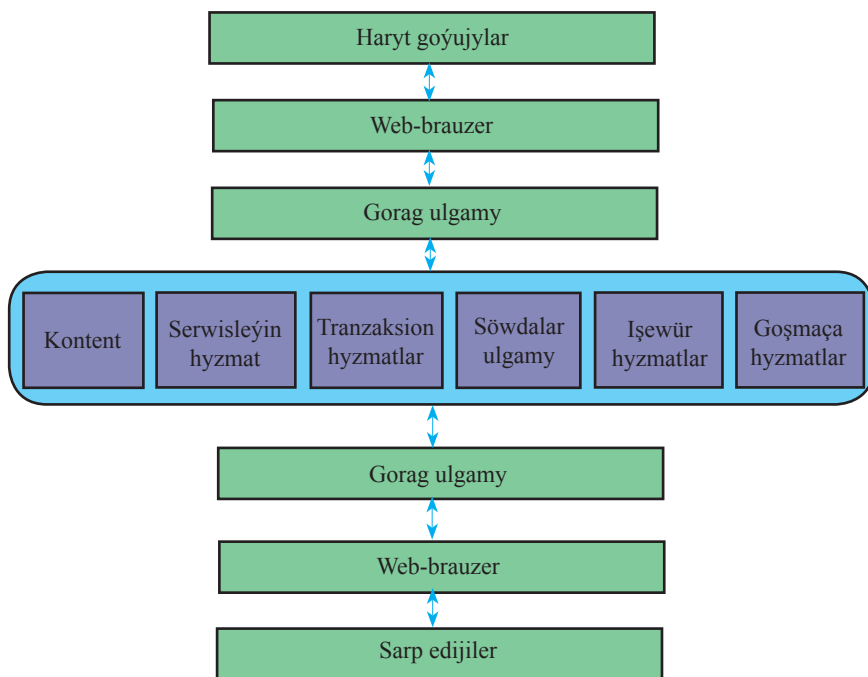 Haryt goýujylar
Web-brauzer
Gorag ulgamy
Kontent
Serwisleýin
hyzmat
Tranzaksion
hyzmatlar
Söwdalar
ulgamy
Işewür
hyzmatlar
Goşmaça
hyzmatlar
Gorag ulgamy
Web-brauzer
Sarp edijiler